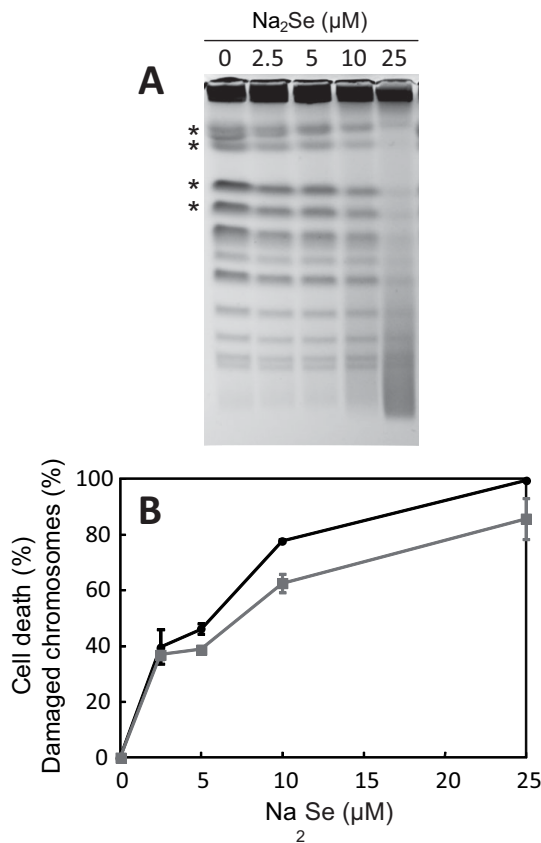 Na₂Se (µM)
0 2.5 5 10 25
A
*
*
*
*
B
Cell death (%)
Damaged chromosomes (%)
100
80
60
40
20
0
0 5 10 15 20 25
Na Se (µM)
2